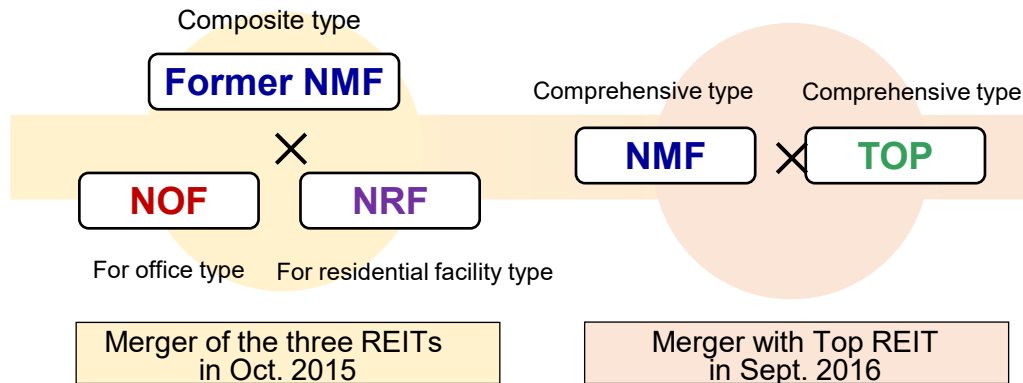 Composite type
Former NMF
×
NOF
NRF
For office type
For residential facility type
Merger of the three REITs
in Oct. 2015
Comprehensive type
Comprehensive type
NMF
×
TOP
Merger with Top REIT
in Sept. 2016